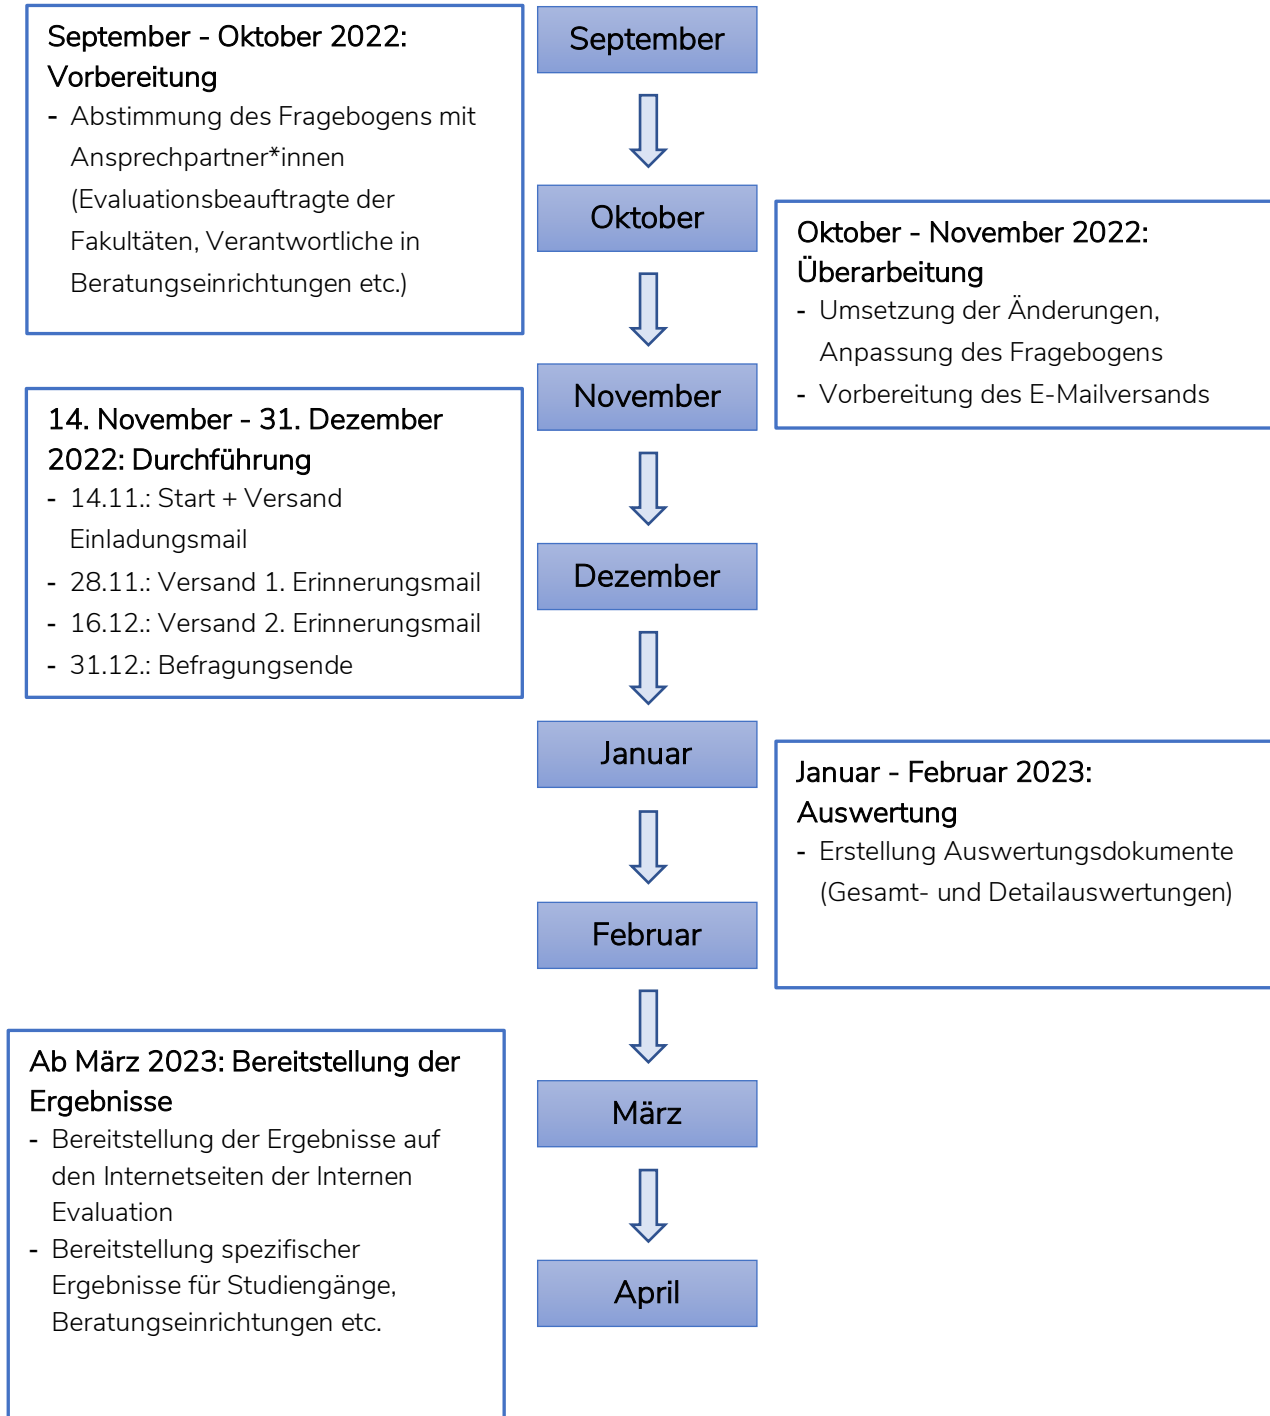 September - Oktober 2022:
Vorbereitung
- Abstimmung des Fragebogens mit
Ansprechpartner*innen
(Evaluationsbeauftragte der
Fakultäten, Verantwortliche in
Beratungseinrichtungen etc.)
September
Oktober
Oktober - November 2022:
Überarbeitung
- Umsetzung der Änderungen,
Anpassung des Fragebogens
- Vorbereitung des E-Mailversands
November
14. November - 31. Dezember
2022: Durchführung
- 14.11.: Start + Versand
Einladungsmail
- 28.11.: Versand 1. Erinnerungsmail
- 16.12.: Versand 2. Erinnerungsmail
- 31.12.: Befragungsende
Dezember
Januar
Januar - Februar 2023:
Auswertung
- Erstellung Auswertungsdokumente
(Gesamt- und Detailauswertungen)
Februar
Ab März 2023: Bereitstellung der
Ergebnisse
- Bereitstellung der Ergebnisse auf
den Internetseiten der Internen
Evaluation
- Bereitstellung spezifischer
Ergebnisse für Studiengänge,
Beratungseinrichtungen etc.
März
April